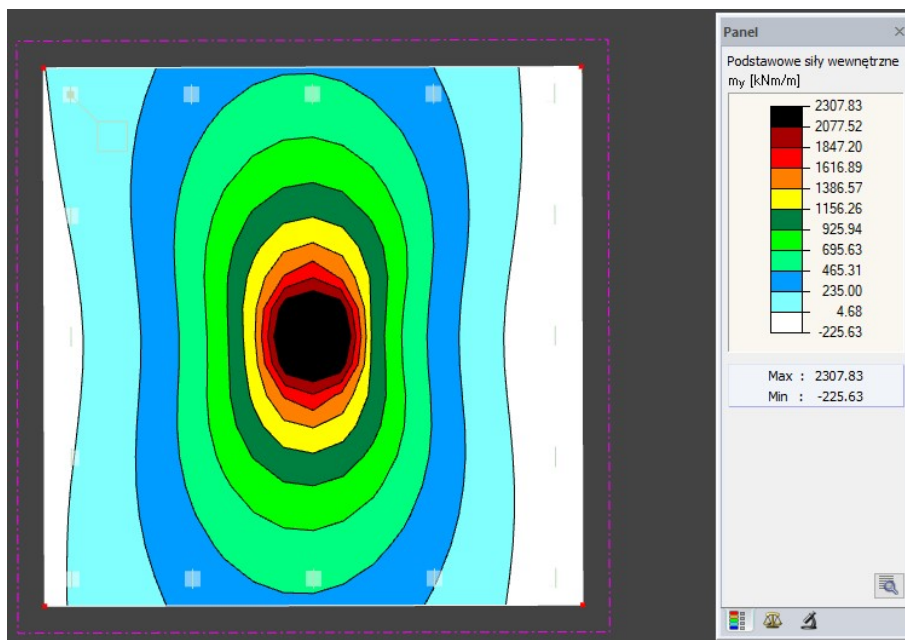 Panel
Podstawowe siły wewnętrzne
my [kNm/m]
2307.83
2077.52
1847.20
1616.89
1386.57
1156.26
925.94
695.63
465.31
235.00
4.68
-225.63
Max : 2307.83
Min : -225.63